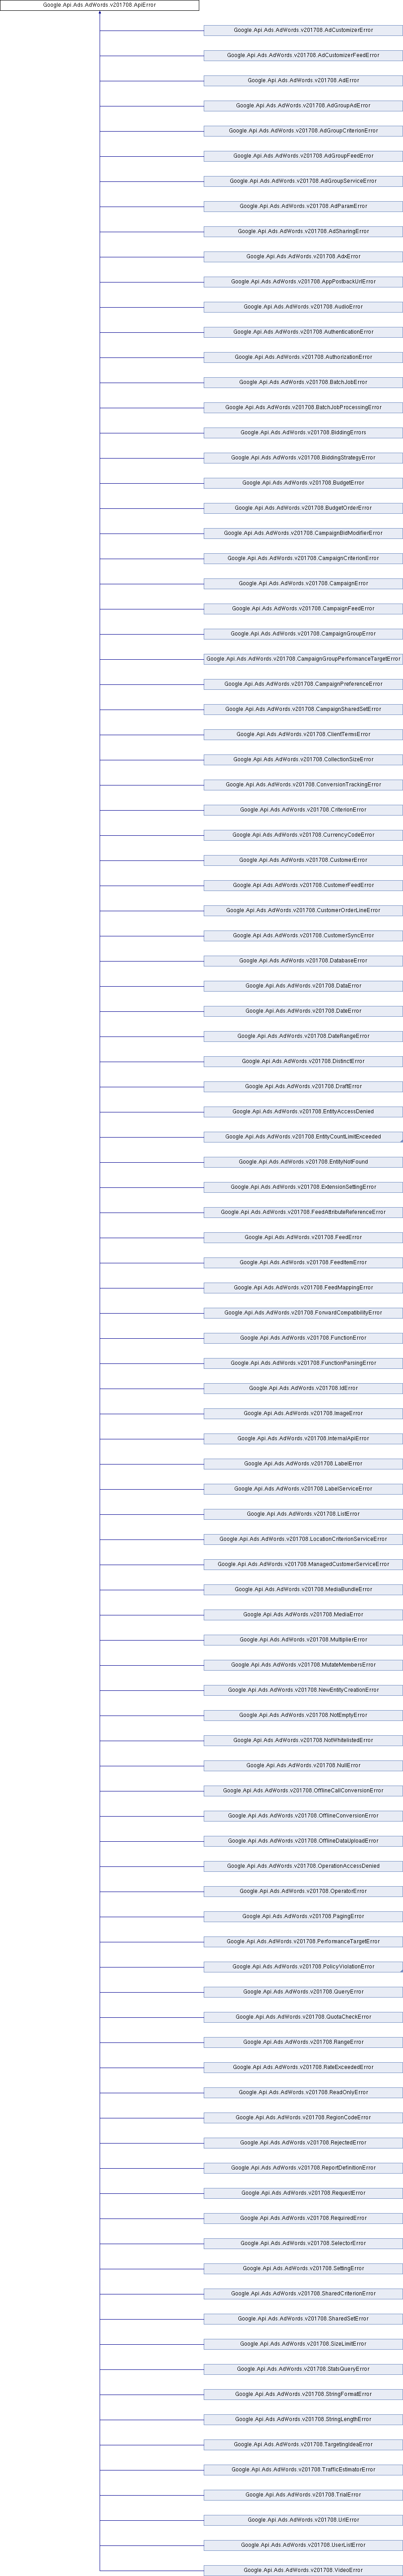 Google.Api.Ads.AdWords.v201708.ApiError
Google.Api.Ads.AdWords.v201708.AdCustomizerError
Google.Api.Ads.AdWords.v201708.AdCustomizerFeedError
Google.Api.Ads.AdWords.v201708.AdError
Google.Api.Ads.AdWords.v201708.AdGroupAdError
Google.Api.Ads.AdWords.v201708.AdGroupCriterionError
Google.Api.Ads.AdWords.v201708.AdGroupFeedError
Google.Api.Ads.AdWords.v201708.AdGroupServiceError
Google.Api.Ads.AdWords.v201708.AdParamError
Google.Api.Ads.AdWords.v201708.AdSharingError
Google.Api.Ads.AdWords.v201708.AdxError
Google.Api.Ads.AdWords.v201708.AppPostbackUrlError
Google.Api.Ads.AdWords.v201708.AudioError
Google.Api.Ads.AdWords.v201708.AuthenticationError
Google.Api.Ads.AdWords.v201708.AuthorizationError
Google.Api.Ads.AdWords.v201708.BatchJobError
Google.Api.Ads.AdWords.v201708.BatchJobProcessingError
Google.Api.Ads.AdWords.v201708.BiddingErrors
Google.Api.Ads.AdWords.v201708.BiddingStrategyError
Google.Api.Ads.AdWords.v201708.BudgetError
Google.Api.Ads.AdWords.v201708.BudgetOrderError
Google.Api.Ads.AdWords.v201708.CampaignBidModifierError
Google.Api.Ads.AdWords.v201708.CampaignCriterionError
Google.Api.Ads.AdWords.v201708.CampaignError
Google.Api.Ads.AdWords.v201708.CampaignFeedError
Google.Api.Ads.AdWords.v201708.CampaignGroupError
Google.Api.Ads.AdWords.v201708.CampaignGroupPerformanceTargetError
Google.Api.Ads.AdWords.v201708.CampaignPreferenceError
Google.Api.Ads.AdWords.v201708.CampaignSharedSetError
Google.Api.Ads.AdWords.v201708.ClientTermsError
Google.Api.Ads.AdWords.v201708.CollectionSizeError
Google.Api.Ads.AdWords.v201708.ConversionTrackingError
Google.Api.Ads.AdWords.v201708.CriterionError
Google.Api.Ads.AdWords.v201708.CurrencyCodeError
Google.Api.Ads.AdWords.v201708.CustomerError
Google.Api.Ads.AdWords.v201708.CustomerFeedError
Google.Api.Ads.AdWords.v201708.CustomerOrderLineError
Google.Api.Ads.AdWords.v201708.CustomerSyncError
Google.Api.Ads.AdWords.v201708.DatabaseError
Google.Api.Ads.AdWords.v201708.DataError
Google.Api.Ads.AdWords.v201708.DateError
Google.Api.Ads.AdWords.v201708.DateRangeError
Google.Api.Ads.AdWords.v201708.DistinctError
Google.Api.Ads.AdWords.v201708.DraftError
Google.Api.Ads.AdWords.v201708.EntityAccessDenied
Google.Api.Ads.AdWords.v201708.EntityCountLimitExceeded
Google.Api.Ads.AdWords.v201708.EntityNotFound
Google.Api.Ads.AdWords.v201708.ExtensionSettingError
Google.Api.Ads.AdWords.v201708.FeedAttributeReferenceError
Google.Api.Ads.AdWords.v201708.FeedError
Google.Api.Ads.AdWords.v201708.FeedItemError
Google.Api.Ads.AdWords.v201708.FeedMappingError
Google.Api.Ads.AdWords.v201708.ForwardCompatibilityError
Google.Api.Ads.AdWords.v201708.FunctionError
Google.Api.Ads.AdWords.v201708.FunctionParsingError
Google.Api.Ads.AdWords.v201708.IdError
Google.Api.Ads.AdWords.v201708.ImageError
Google.Api.Ads.AdWords.v201708.InternalApiError
Google.Api.Ads.AdWords.v201708.LabelError
Google.Api.Ads.AdWords.v201708.LabelServiceError
Google.Api.Ads.AdWords.v201708.ListError
Google.Api.Ads.AdWords.v201708.LocationCriterionServiceError
Google.Api.Ads.AdWords.v201708.ManagedCustomerServiceError
Google.Api.Ads.AdWords.v201708.MediaBundleError
Google.Api.Ads.AdWords.v201708.MediaError
Google.Api.Ads.AdWords.v201708.MultiplierError
Google.Api.Ads.AdWords.v201708.MutateMembersError
Google.Api.Ads.AdWords.v201708.NewEntityCreationError
Google.Api.Ads.AdWords.v201708.NotEmptyError
Google.Api.Ads.AdWords.v201708.NotWhitelistedError
Google.Api.Ads.AdWords.v201708.NullError
Google.Api.Ads.AdWords.v201708.OfflineCallConversionError
Google.Api.Ads.AdWords.v201708.OfflineConversionError
Google.Api.Ads.AdWords.v201708.OfflineDataUploadError
Google.Api.Ads.AdWords.v201708.OperationAccessDenied
Google.Api.Ads.AdWords.v201708.OperatorError
Google.Api.Ads.AdWords.v201708.PagingError
Google.Api.Ads.AdWords.v201708.PerformanceTargetError
Google.Api.Ads.AdWords.v201708.PolicyViolationError
Google.Api.Ads.AdWords.v201708.QueryError
Google.Api.Ads.AdWords.v201708.QuotaCheckError
Google.Api.Ads.AdWords.v201708.RangeError
Google.Api.Ads.AdWords.v201708.RateExceededError
Google.Api.Ads.AdWords.v201708.ReadOnlyError
Google.Api.Ads.AdWords.v201708.RegionCodeError
Google.Api.Ads.AdWords.v201708.RejectedError
Google.Api.Ads.AdWords.v201708.ReportDefinitionError
Google.Api.Ads.AdWords.v201708.RequestError
Google.Api.Ads.AdWords.v201708.RequiredError
Google.Api.Ads.AdWords.v201708.SelectorError
Google.Api.Ads.AdWords.v201708.SettingError
Google.Api.Ads.AdWords.v201708.SharedCriterionError
Google.Api.Ads.AdWords.v201708.SharedSetError
Google.Api.Ads.AdWords.v201708.SizeLimitError
Google.Api.Ads.AdWords.v201708.StatsQueryError
Google.Api.Ads.AdWords.v201708.StringFormatError
Google.Api.Ads.AdWords.v201708.StringLengthError
Google.Api.Ads.AdWords.v201708.TargetingIdeaError
Google.Api.Ads.AdWords.v201708.TrafficEstimatorError
Google.Api.Ads.AdWords.v201708.TrialError
Google.Api.Ads.AdWords.v201708.UrlError
Google.Api.Ads.AdWords.v201708.UserListError
Google.Api.Ads.AdWords.v201708.VideoError